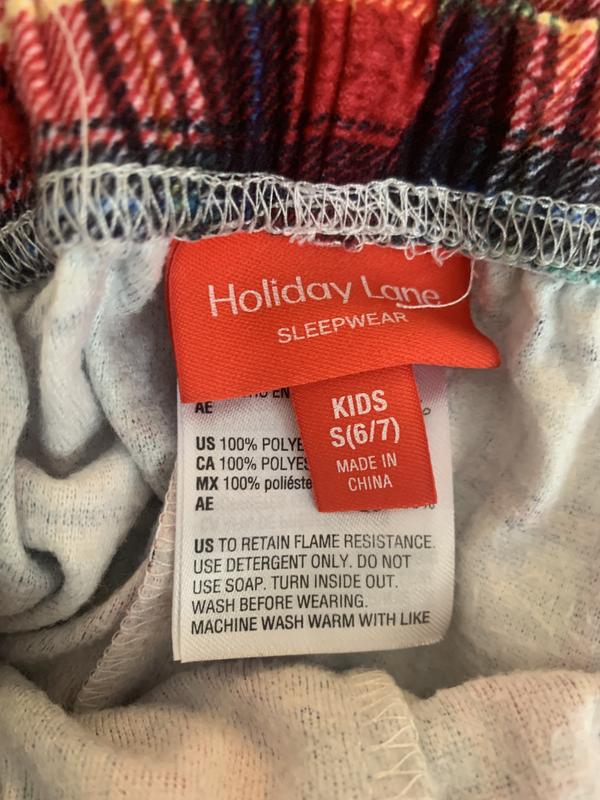 Holiday Lane
SLEEPWEAR
KIDS
S(6/7)
MADE IN
CHINA
AE
US 100% POLYE
CA 100% POLYES
MX 100% poliéste
AE
US TO RETAIN FLAME RESISTANCE.
USE DETERGENT ONLY. DO NOT
USE SOAP. TURN INSIDE OUT.
WASH BEFORE WEARING.
MACHINE WASH WARM WITH LIKE